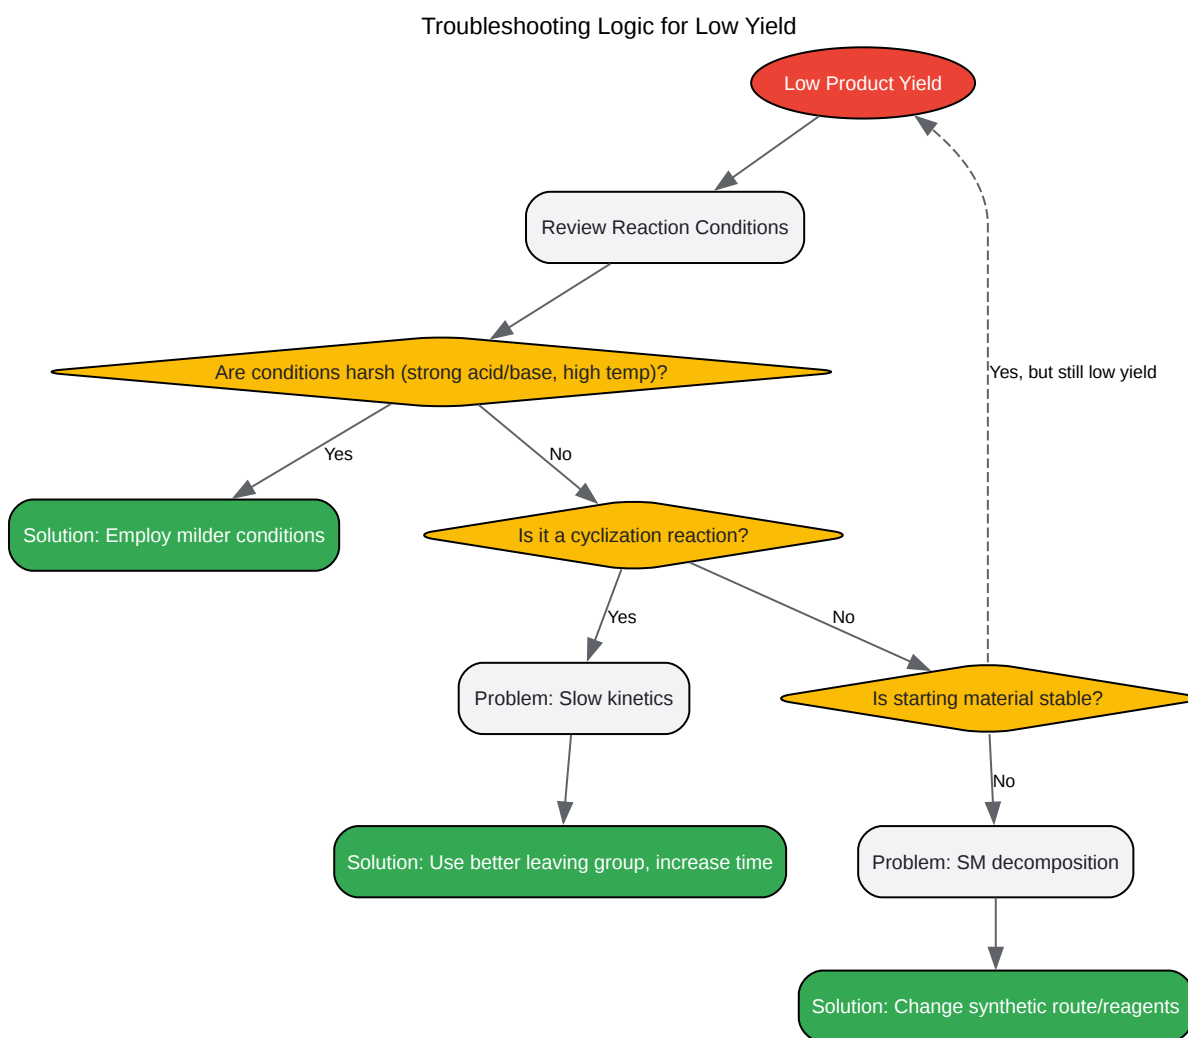 Troubleshooting Logic for Low Yield
Low Product Yield
Review Reaction Conditions
Are conditions harsh (strong acid/base, high temp)?
Yes, but still low yield
Yes
No
Solution: Employ milder conditions
Is it a cyclization reaction?
Yes
No
Problem: Slow kinetics
Is starting material stable?
No
Solution: Use better leaving group, increase time
Problem: SM decomposition
Solution: Change synthetic route/reagents